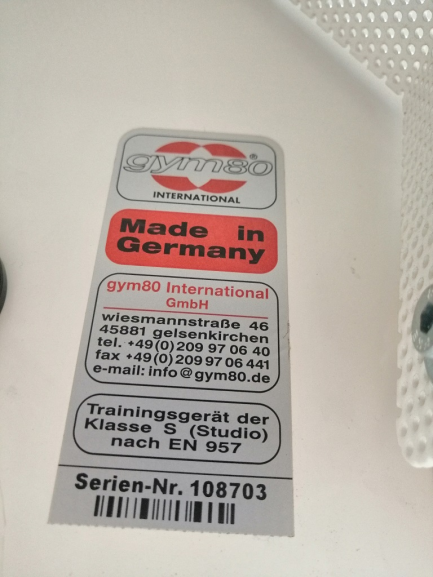 gym80®
INTERNATIONAL
Made in
Germany
gym80 International
GmbH
wiesmannstraße 46
45881 gelsenkirchen
tel. +49(0)209 97 06 40
fax +49(0)209 97 06 441
e-mail: info@gym80.de
Trainingsgerät der
Klasse S (Studio)
nach EN 957
Serien-Nr. 108703